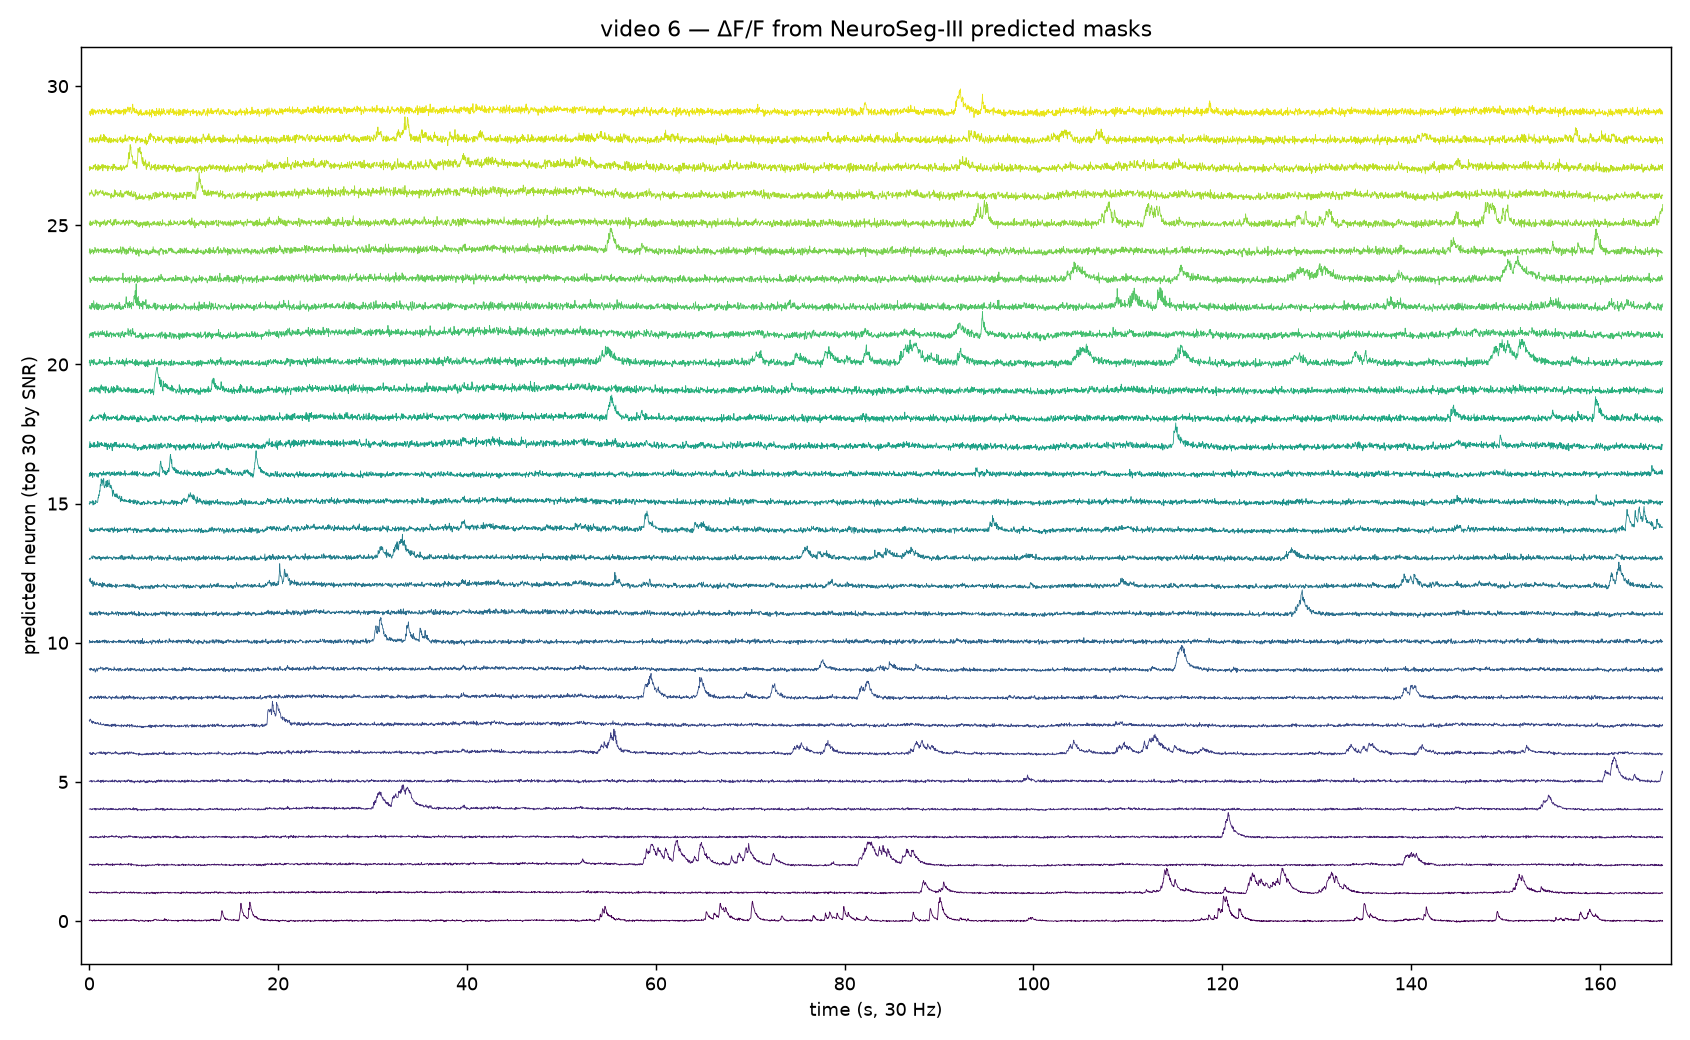 video 6 — ΔF/F from NeuroSeg-III predicted masks
predicted neuron (top 30 by SNR)
30
25
20
15
10
5
0
0 20 40 60 80 100 120 140 160
time (s, 30 Hz)